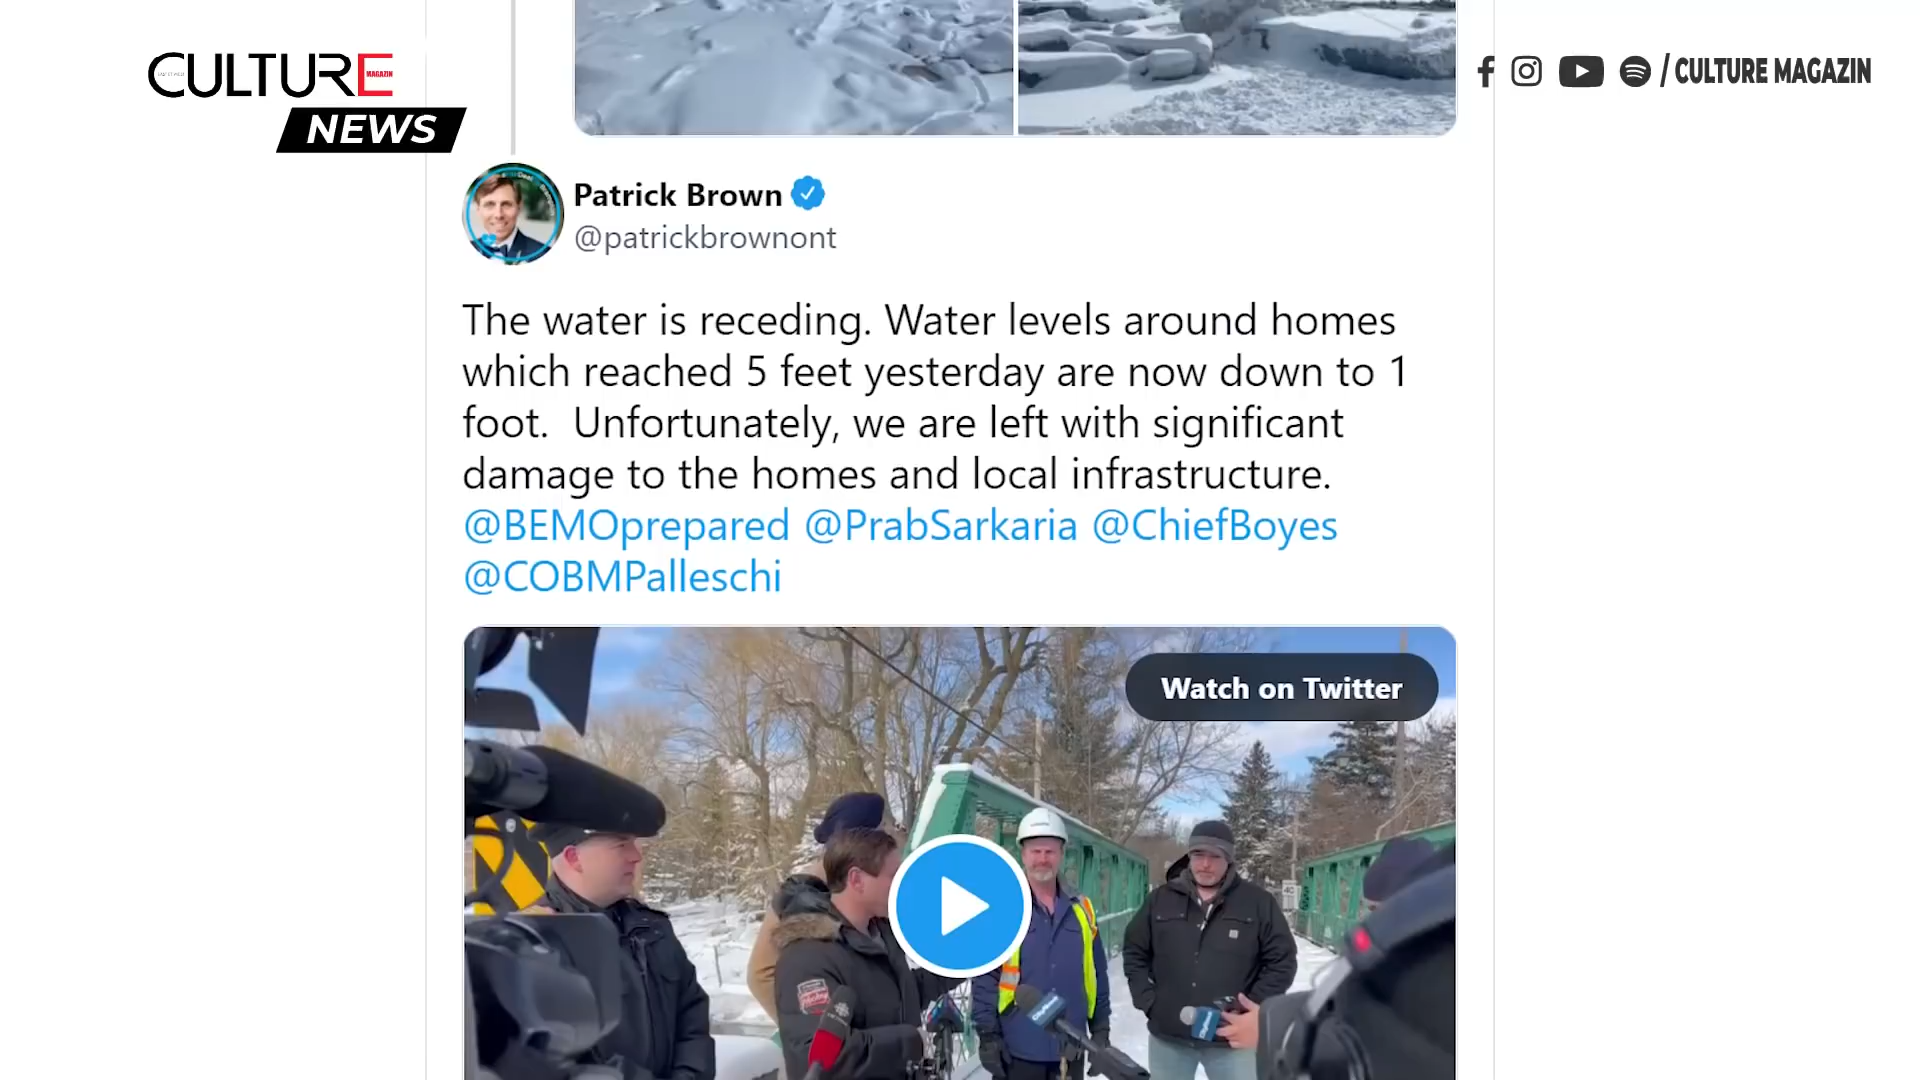 CULTURE
MAGAZIN
NEWS
/ CULTURE MAGAZIN
Patrick Brown
@patrickbrownont
The water is receding. Water levels around homes
which reached 5 feet yesterday are now down to 1
foot.  Unfortunately, we are left with significant
damage to the homes and local infrastructure.
@BEMOprepared @PrabSarkaria @ChiefBoyes
@COBMPalleschi
Watch on Twitter
40
CityNews